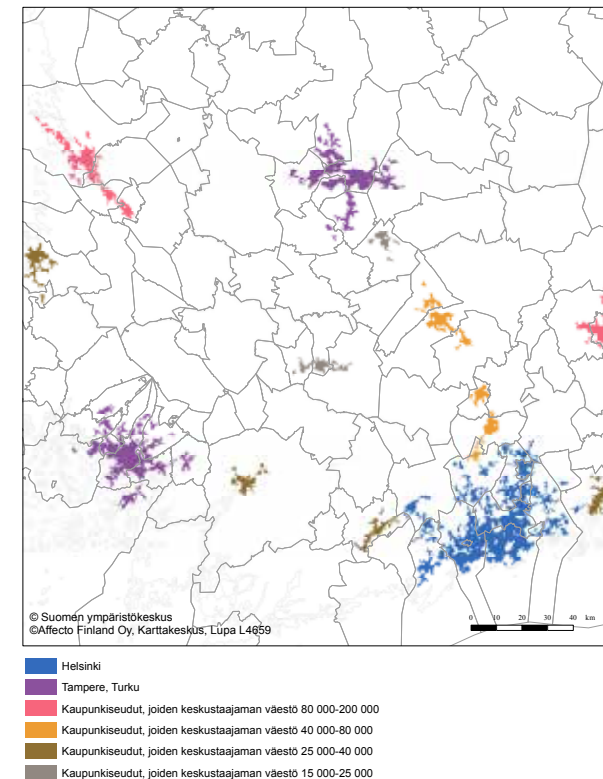 © Suomen ympäristökeskus
©Affecto Finland Oy, Karttakeskus, Lupa L4659
0 10 20 30 40 km
Helsinki
Tampere, Turku
Kaupunkiseudut, joiden keskustaajaman väestö 80 000-200 000
Kaupunkiseudut, joiden keskustaajaman väestö 40 000-80 000
Kaupunkiseudut, joiden keskustaajaman väestö 25 000-40 000
Kaupunkiseudut, joiden keskustaajaman väestö 15 000-25 000